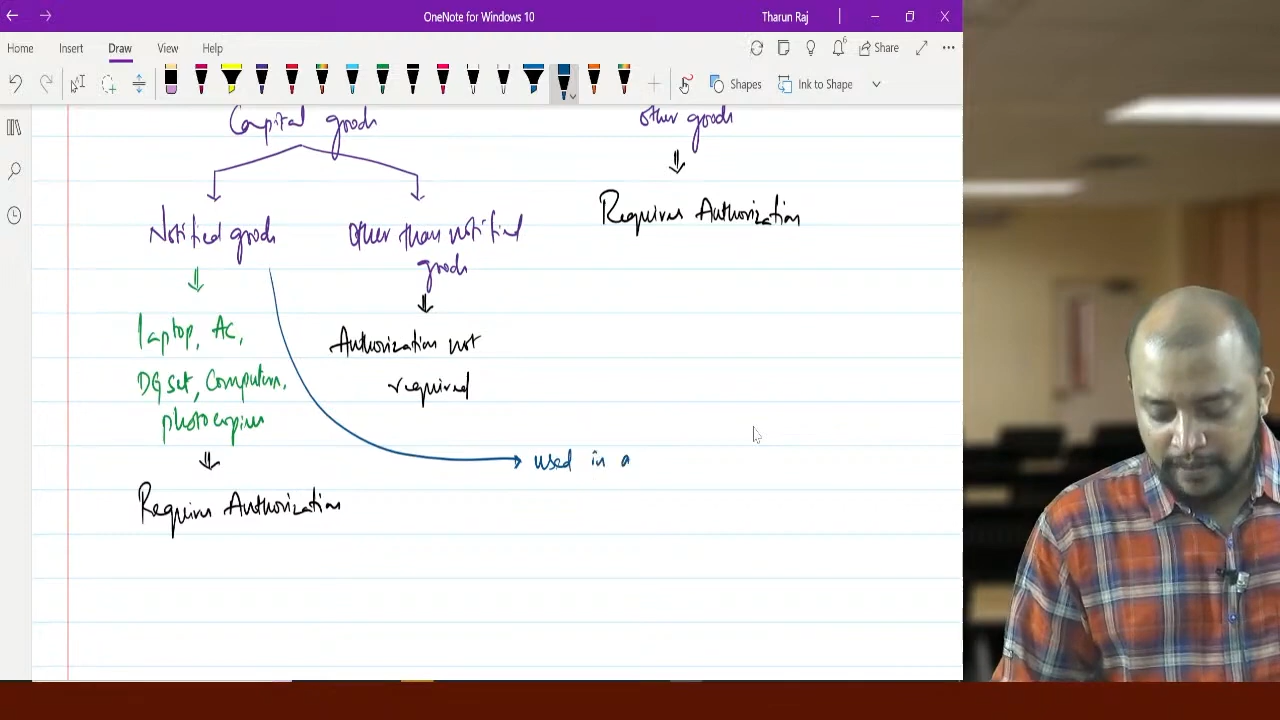 OneNote for Windows 10
Tharun Raj
Home Insert Draw View Help
6
Share
Shapes
Ink to Shape
Capital goods
other goods
Requires Authorization
Notified goods
Other than notified
goods
laptop, AC,
DG set, Computers,
photocopiers
Authorization not
required
used in a
Requires Authorization